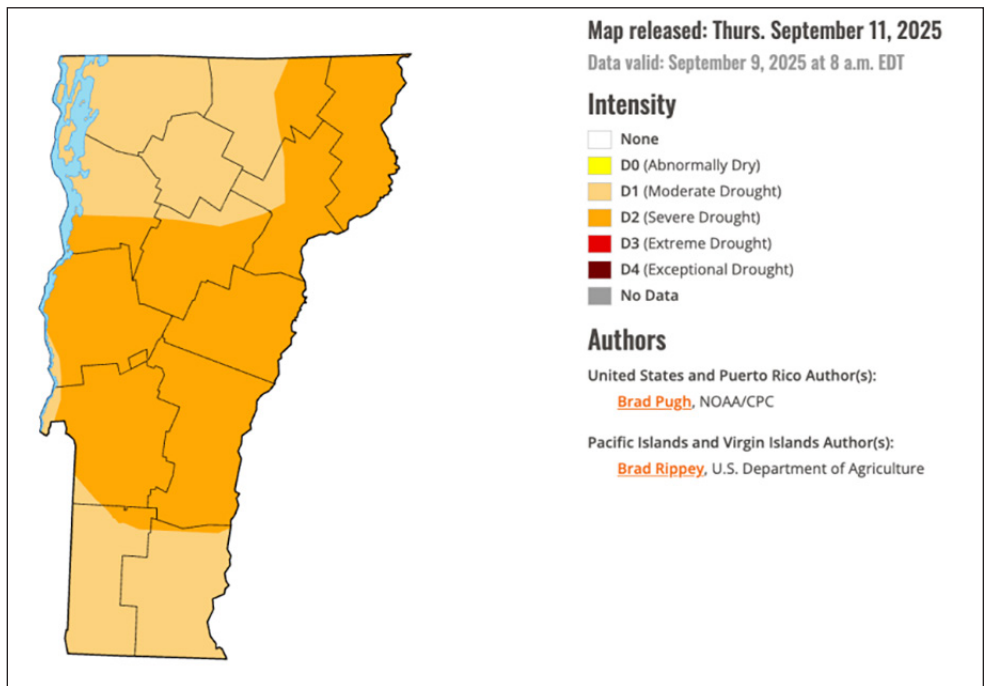 Map released: Thurs. September 11, 2025
Data valid: September 9, 2025 at 8 a.m. EDT
Intensity
None
D0 (Abnormally Dry)
D1 (Moderate Drought)
D2 (Severe Drought)
D3 (Extreme Drought)
D4 (Exceptional Drought)
No Data
Authors
United States and Puerto Rico Author(s):
Brad Pugh, NOAA/CPC
Pacific Islands and Virgin Islands Author(s):
Brad Rippey, U.S. Department of Agriculture